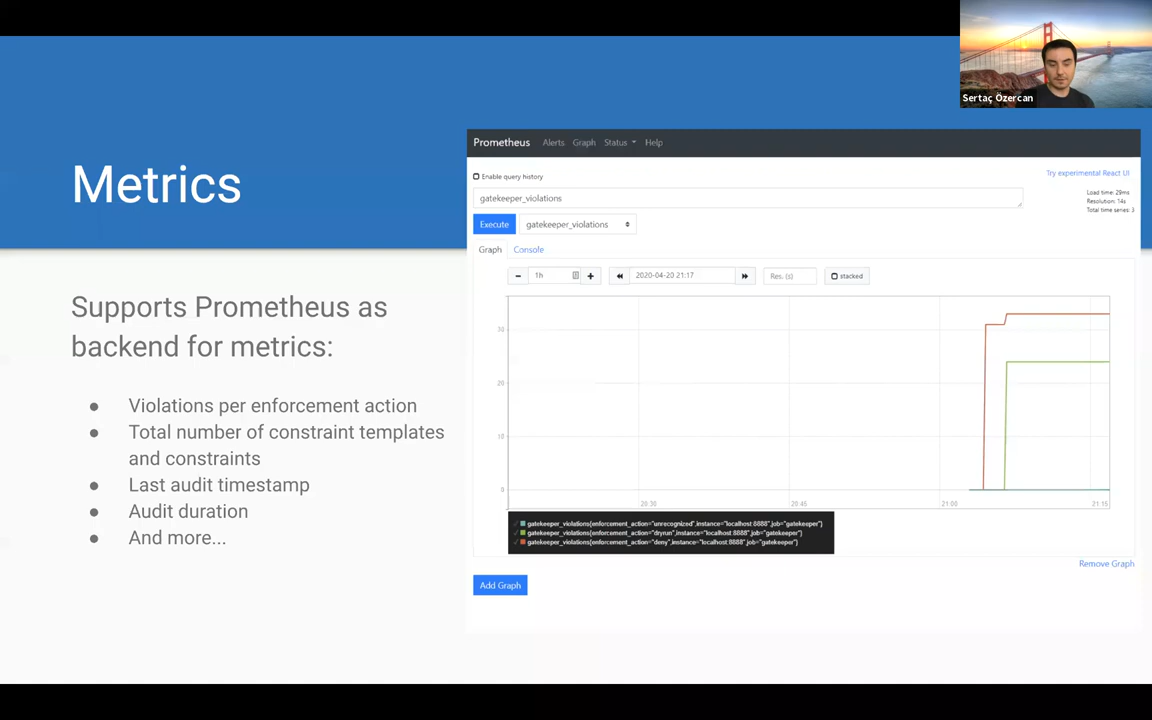 Sertaç Özercan
Metrics
Supports Prometheus as
backend for metrics:
● Violations per enforcement action
● Total number of constraint templates
and constraints
● Last audit timestamp
● Audit duration
● And more...
Prometheus Alerts Graph Status Help
Enable query history
Try experimental React UI
gatekeeper_violations
Load time: 29ms
Resolution: 14s
Total time series: 3
Execute gatekeeper_violations
Graph Console
− 1h + 2020-04-20 21:17 Res. (s) stacked
30
20
10
0
20:30 20:45 21:00 21:15
gatekeeper_violations{enforcement_action="unrecognized",instance="localhost:8888",job="gatekeeper"}
gatekeeper_violations{enforcement_action="dryrun",instance="localhost:8888",job="gatekeeper"}
gatekeeper_violations{enforcement_action="deny",instance="localhost:8888",job="gatekeeper"}
Remove Graph
Add Graph